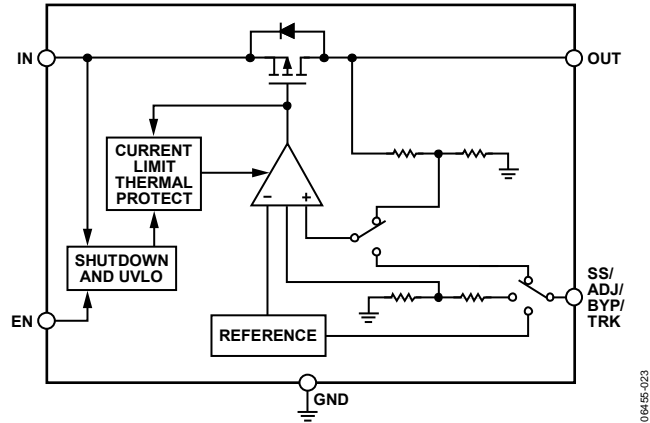 IN
OUT
CURRENT
LIMIT
THERMAL
PROTECT
–
+
SHUTDOWN
AND UVLO
SS/
ADJ/
BYP/
TRK
EN
REFERENCE
GND
06455-023